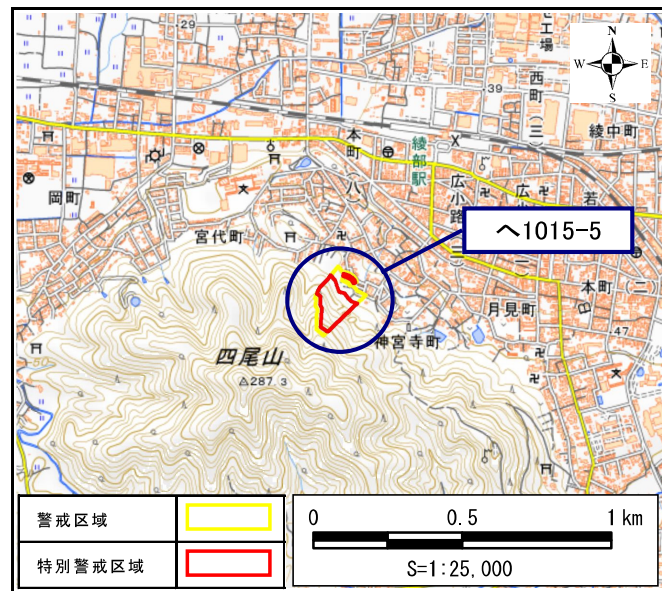 N
W E
S
工場
西町(三)
綾中町
29
39
本町(八)
綾部駅
広小路
岡町
宮代町
へ1015-5
本町(二)
月見町
神宮寺町
47
四尾山
287.3
50
警戒区域
特別警戒区域
0 0.5 1km
S=1:25,000